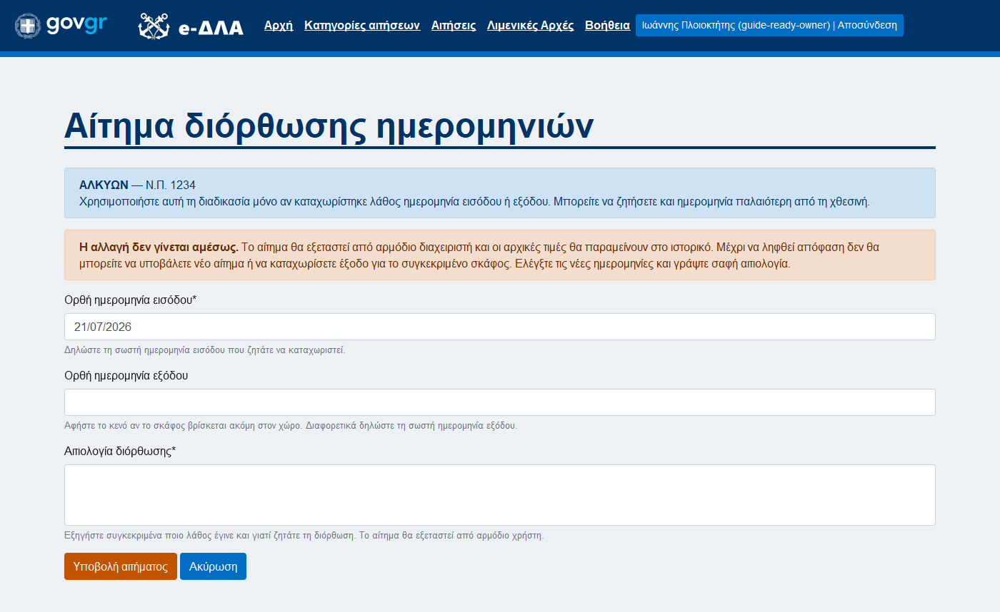 govgr
e-ΔΛΑ
Αρχή Κατηγορίες αιτήσεων Αιτήσεις Λιμενικές Αρχές Βοήθεια Ιωάννης Πλοιοκτήτης (guide-ready-owner) | Αποσύνδεση
Αίτημα διόρθωσης ημερομηνιών
ΑΛΚΥΩΝ — Ν.Π. 1234
Χρησιμοποιήστε αυτή τη διαδικασία μόνο αν καταχωρίστηκε λάθος ημερομηνία εισόδου ή εξόδου. Μπορείτε να ζητήσετε και ημερομηνία παλαιότερη από τη χθεσινή.
Η αλλαγή δεν γίνεται αμέσως. Το αίτημα θα εξεταστεί από αρμόδιο διαχειριστή και οι αρχικές τιμές θα παραμείνουν στο ιστορικό. Μέχρι να ληφθεί απόφαση δεν θα
μπορείτε να υποβάλετε νέο αίτημα ή να καταχωρίσετε έξοδο για το συγκεκριμένο σκάφος. Ελέγξτε τις νέες ημερομηνίες και γράψτε σαφή αιτιολογία.
Ορθή ημερομηνία εισόδου*
21/07/2026
Δηλώστε τη σωστή ημερομηνία εισόδου που ζητάτε να καταχωριστεί.
Ορθή ημερομηνία εξόδου
Αφήστε το κενό αν το σκάφος βρίσκεται ακόμη στον χώρο. Διαφορετικά δηλώστε τη σωστή ημερομηνία εξόδου.
Αιτιολογία διόρθωσης*
Εξηγήστε συγκεκριμένα ποιο λάθος έγινε και γιατί ζητάτε τη διόρθωση. Το αίτημα θα εξεταστεί από αρμόδιο χρήστη.
Υποβολή αιτήματος Ακύρωση